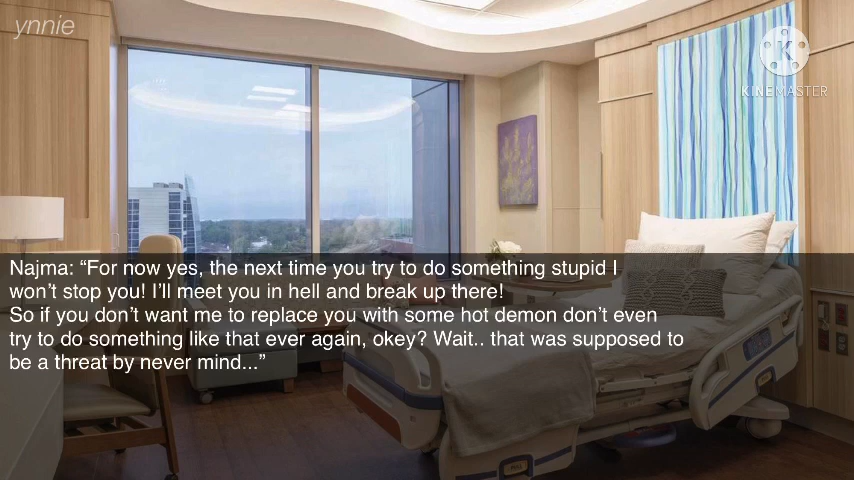 ynnie
KINEMASTER
Najma: “For now yes, the next time you try to do something stupid I
won’t stop you! I’ll meet you in hell and break up there!
So if you don’t want me to replace you with some hot demon don’t even
try to do something like that ever again, okey? Wait.. that was supposed to
be a threat by never mind...”